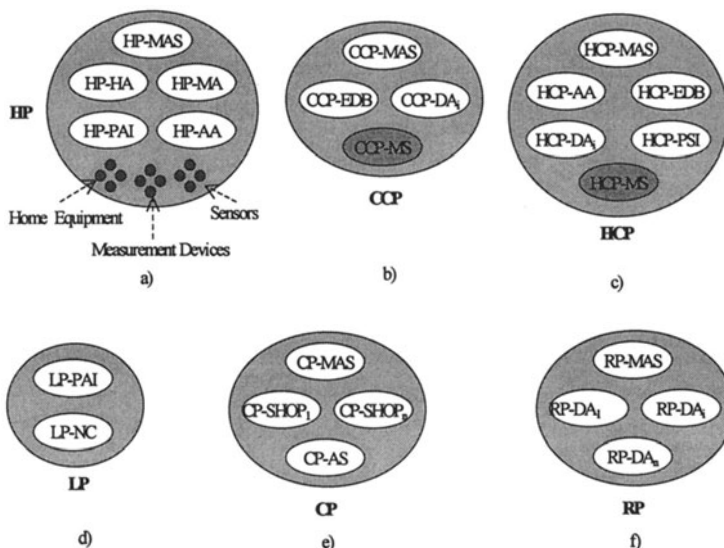 HP-MAS
HP-HA HP-MA
HP
HP-PAI HP-AA
Home Equipment
Sensors
Measurement Devices
a)
CCP-MAS
CCP-EDB CCP-DAi
CCP-MS
CCP
b)
HCP-MAS
HCP-AA HCP-EDB
HCP-DAi HCP-PSI
HCP-MS
HCP
c)
LP-PAI
LP-NC
LP
d)
CP-MAS
CP-SHOP1 CP-SHOPn
CP-AS
CP
e)
RP-MAS
RP-DA1 RP-DAi
RP-DAn
RP
f)